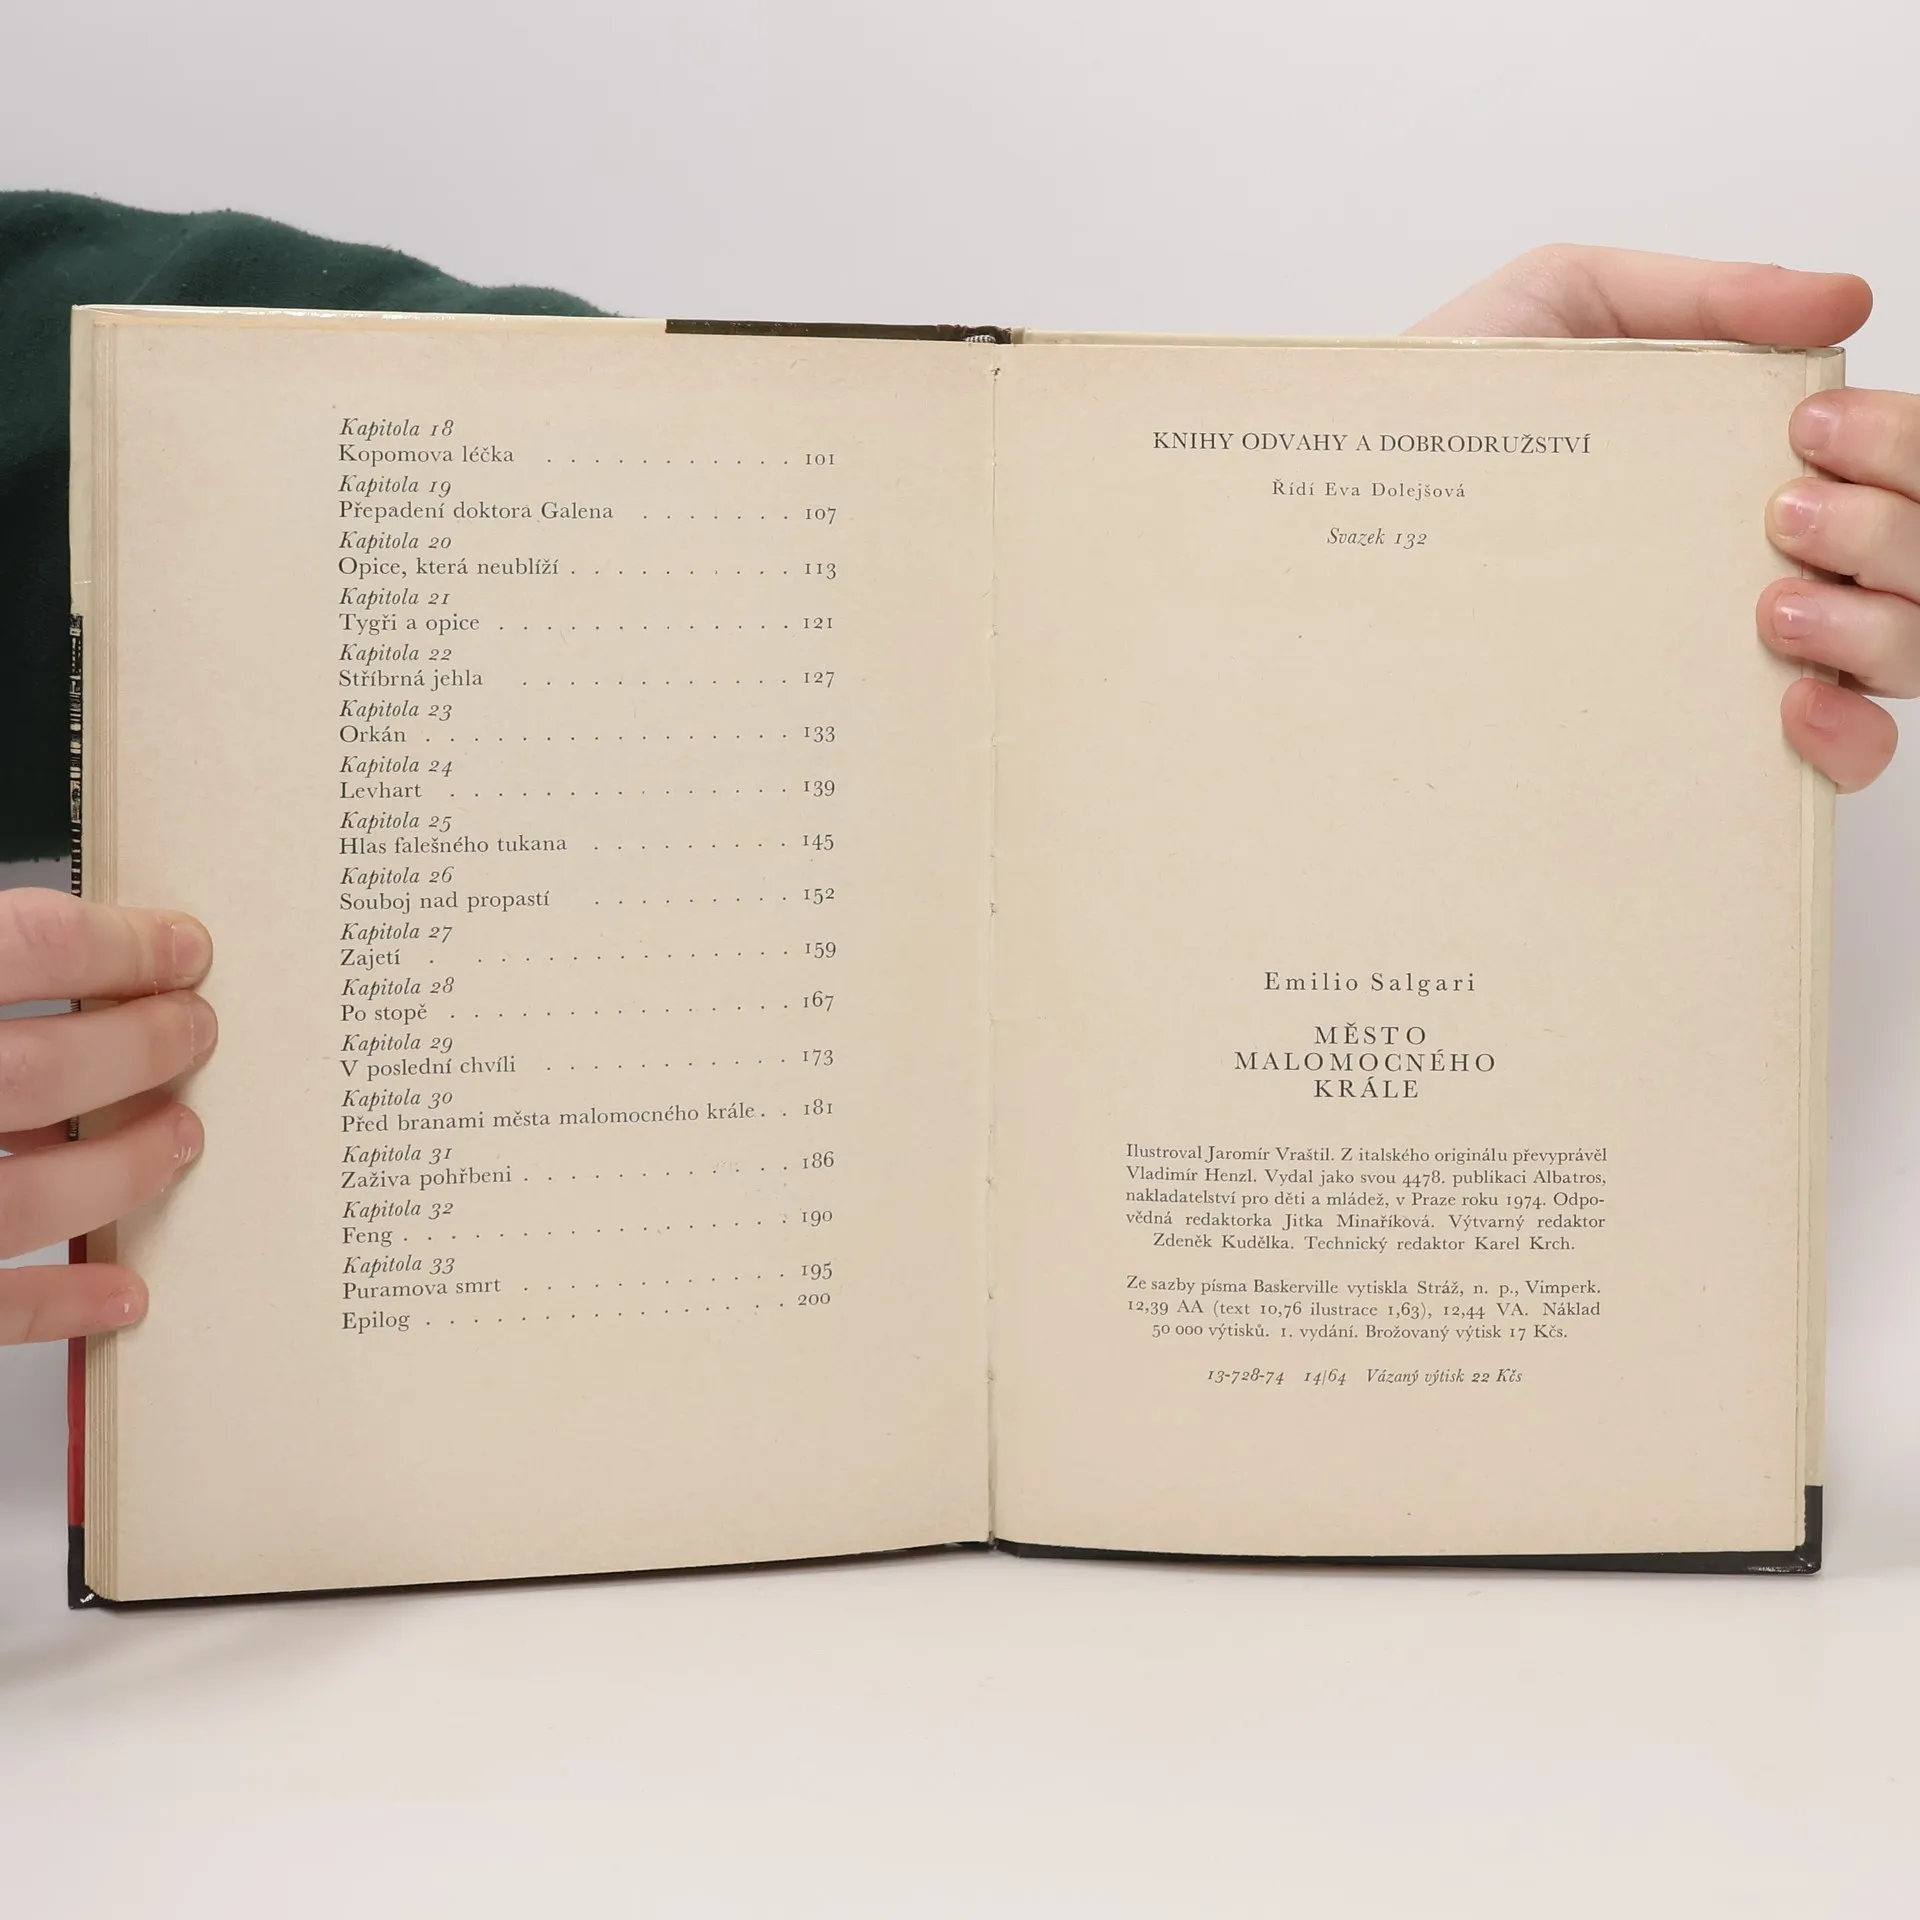 Kapitola 18
Kopomova léčka . . . . . . . . . . . 101
Kapitola 19
Přepadení doktora Galena . . . . . . . 107
Kapitola 20
Opice, která neublíží . . . . . . . . . . 113
Kapitola 21
Tygři a opice . . . . . . . . . . . . . 121
Kapitola 22
Stříbrná jehla . . . . . . . . . . . . 127
Kapitola 23
Orkán . . . . . . . . . . . . . . . . 133
Kapitola 24
Levhart . . . . . . . . . . . . . . . 139
Kapitola 25
Hlas falešného tukana . . . . . . . . . 145
Kapitola 26
Souboj nad propastí . . . . . . . . . 152
Kapitola 27
Zajetí . . . . . . . . . . . . . . . 159
Kapitola 28
Po stopě . . . . . . . . . . . . . . . 167
Kapitola 29
V poslední chvíli . . . . . . . . . . . 173
Kapitola 30
Před branami města malomocného krále . . 181
Kapitola 31
Zaživa pohřbeni . . . . . . . . . . . . 186
Kapitola 32
Feng . . . . . . . . . . . . . . . . . 190
Kapitola 33
Puramova smrt . . . . . . . . . . . . 195
Epilog . . . . . . . . . . . . . . . . 200
KNIHY ODVAHY A DOBRODRUŽSTVÍ
Řídí Eva Dolejšová
Svazek 132
Emilio Salgari
MĚSTO
MALOMOCNÉHO
KRÁLE
Ilustroval Jaromír Vraštil. Z italského originálu převyprávěl
Vladimír Henzl. Vydal jako svou 4478. publikaci Albatros,
nakladatelství pro děti a mládež, v Praze roku 1974. Odpo-
vědná redaktorka Jitka Minaříková. Výtvarný redaktor
Zdeněk Kudělka. Technický redaktor Karel Krch.
Ze sazby písma Baskerville vytiskla Stráž, n. p., Vimperk.
12,39 AA (text 10,76 ilustrace 1,63), 12,44 VA. Náklad
50 000 výtisků. 1. vydání. Brožovaný výtisk 17 Kčs.
13-728-74 14/64 Vázaný výtisk 22 Kčs